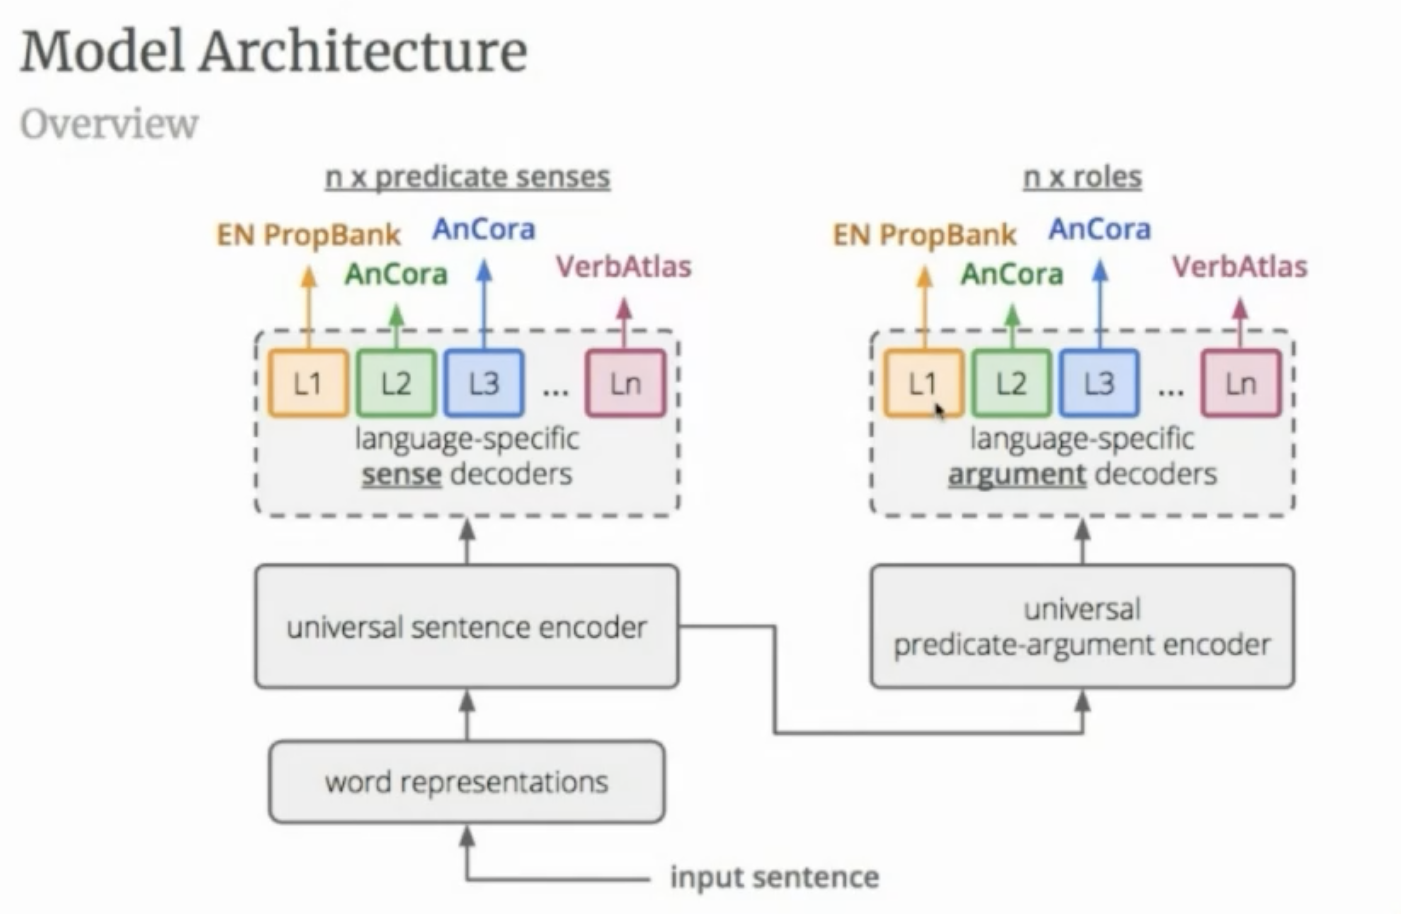 Model Architecture
Overview
n x predicate senses
EN PropBank
AnCora
AnCora
VerbAtlas
L1
L2
L3
...
Ln
language-specific
sense decoders
n x roles
EN PropBank
AnCora
AnCora
VerbAtlas
L1
L2
L3
...
Ln
language-specific
argument decoders
universal sentence encoder
universal
predicate-argument encoder
word representations
input sentence